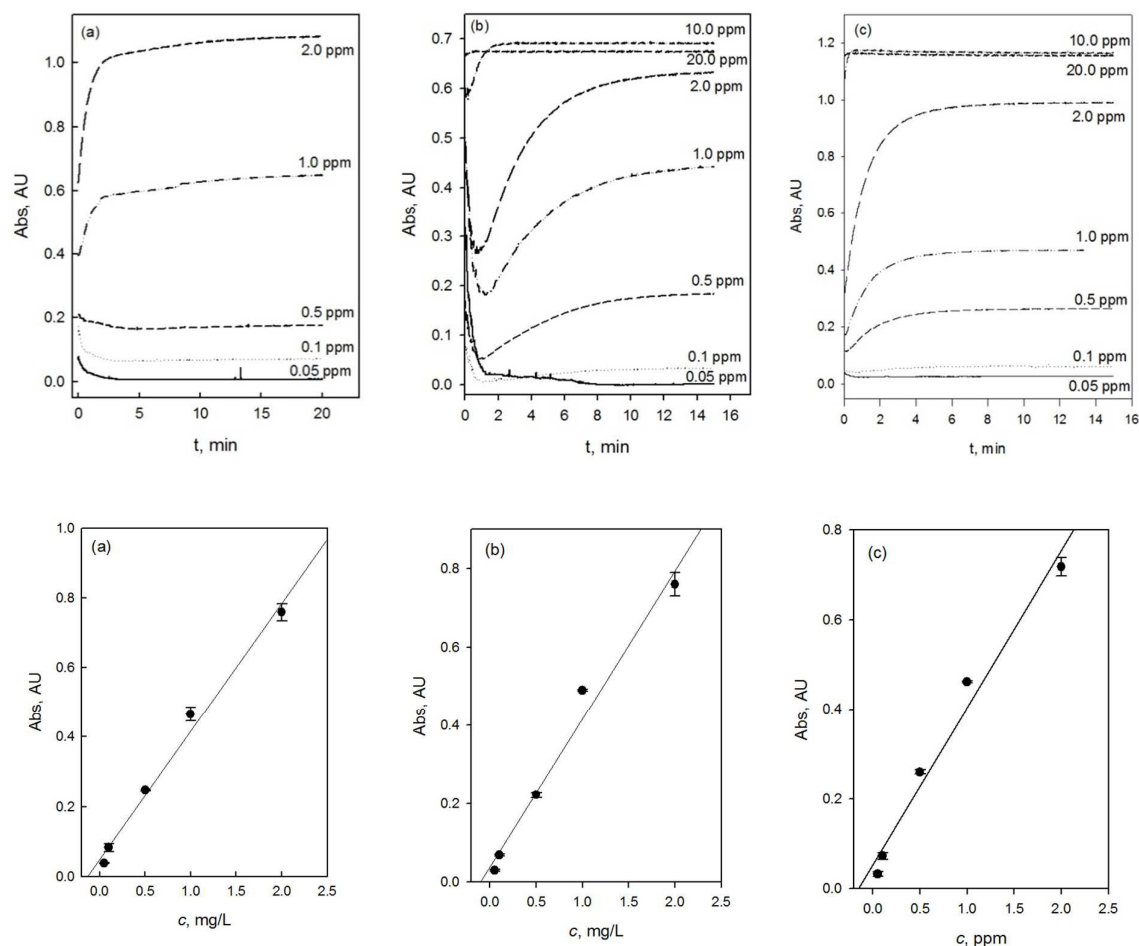 (a)
2.0 ppm
1.0 ppm
0.5 ppm
0.1 ppm
0.05 ppm
1.0
0.8
0.6
0.4
0.2
0.0
Abs, AU
0 5 10 15 20
t, min
(b)
10.0 ppm
20.0 ppm
2.0 ppm
1.0 ppm
0.5 ppm
0.1 ppm
0.05 ppm
0.7
0.6
0.5
0.4
0.3
0.2
0.1
0.0
Abs, AU
0 2 4 6 8 10 12 14 16
t, min
(c)
10.0 ppm
20.0 ppm
2.0 ppm
1.0 ppm
0.5 ppm
0.1 ppm
0.05 ppm
1.2
1.0
0.8
0.6
0.4
0.2
0.0
Abs, AU
0 2 4 6 8 10 12 14 16
t, min
(a)
1.0
0.8
0.6
0.4
0.2
0.0
Abs, AU
0.0 0.5 1.0 1.5 2.0 2.5
c, mg/L
(b)
0.8
0.6
0.4
0.2
0.0
Abs, AU
0.0 0.5 1.0 1.5 2.0 2.5
c, mg/L
(c)
0.8
0.6
0.4
0.2
0.0
Abs, AU
0.0 0.5 1.0 1.5 2.0 2.5
c, ppm